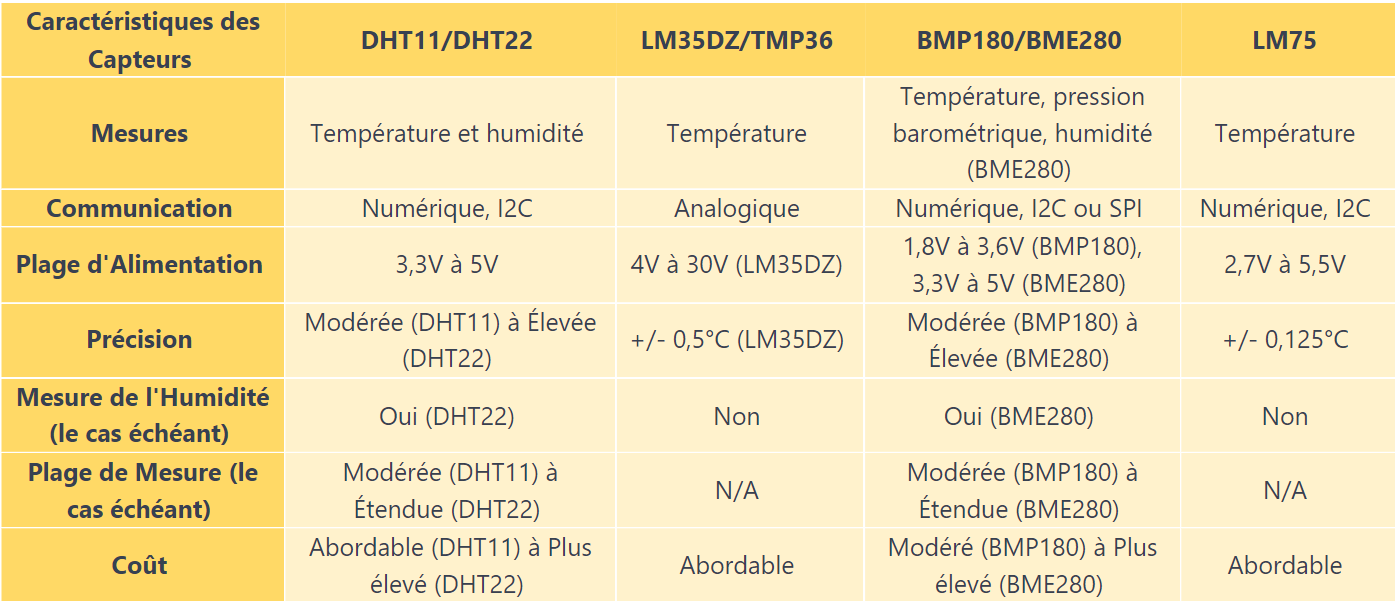 Caractéristiques des
Capteurs
DHT11/DHT22
LM35DZ/TMP36
BMP180/BME280
LM75
Mesures
Température et humidité
Température
Température, pression
barométrique, humidité
(BME280)
Température
Communication
Numérique, I2C
Analogique
Numérique, I2C ou SPI
Numérique, I2C
Plage d'Alimentation
3,3V à 5V
4V à 30V (LM35DZ)
1,8V à 3,6V (BMP180),
3,3V à 5V (BME280)
2,7V à 5,5V
Précision
Modérée (DHT11) à Élevée
(DHT22)
+/- 0,5°C (LM35DZ)
Modérée (BMP180) à
Élevée (BME280)
+/- 0,125°C
Mesure de l'Humidité
(le cas échéant)
Oui (DHT22)
Non
Oui (BME280)
Non
Plage de Mesure (le
cas échéant)
Modérée (DHT11) à
Étendue (DHT22)
N/A
Modérée (BMP180) à
Étendue (BME280)
N/A
Coût
Abordable (DHT11) à Plus
élevé (DHT22)
Abordable
Modéré (BMP180) à Plus
élevé (BME280)
Abordable